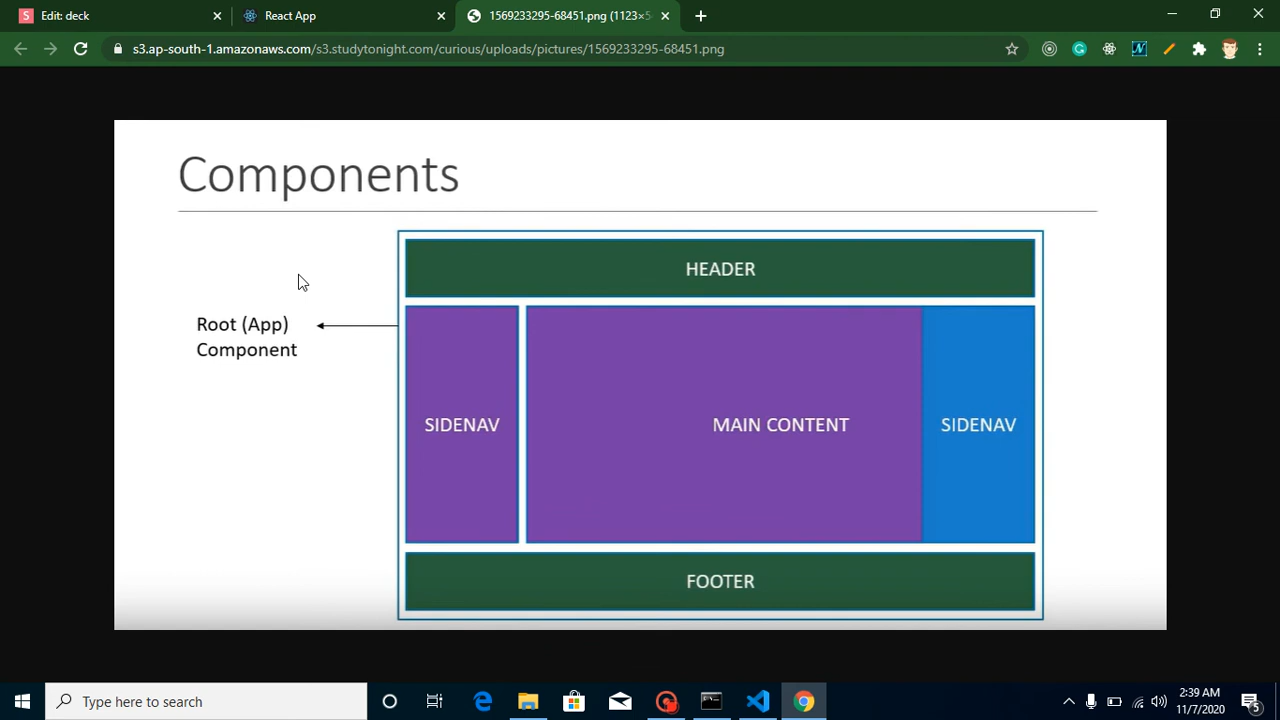 Edit: deck
React App
1569233295-68451.png (1123×5
s3.ap-south-1.amazonaws.com/s3.studytonight.com/curious/uploads/pictures/1569233295-68451.png
Components
HEADER
Root (App)
Component
SIDENAV
MAIN CONTENT
SIDENAV
FOOTER
Type here to search
2:39 AM
11/7/2020
5